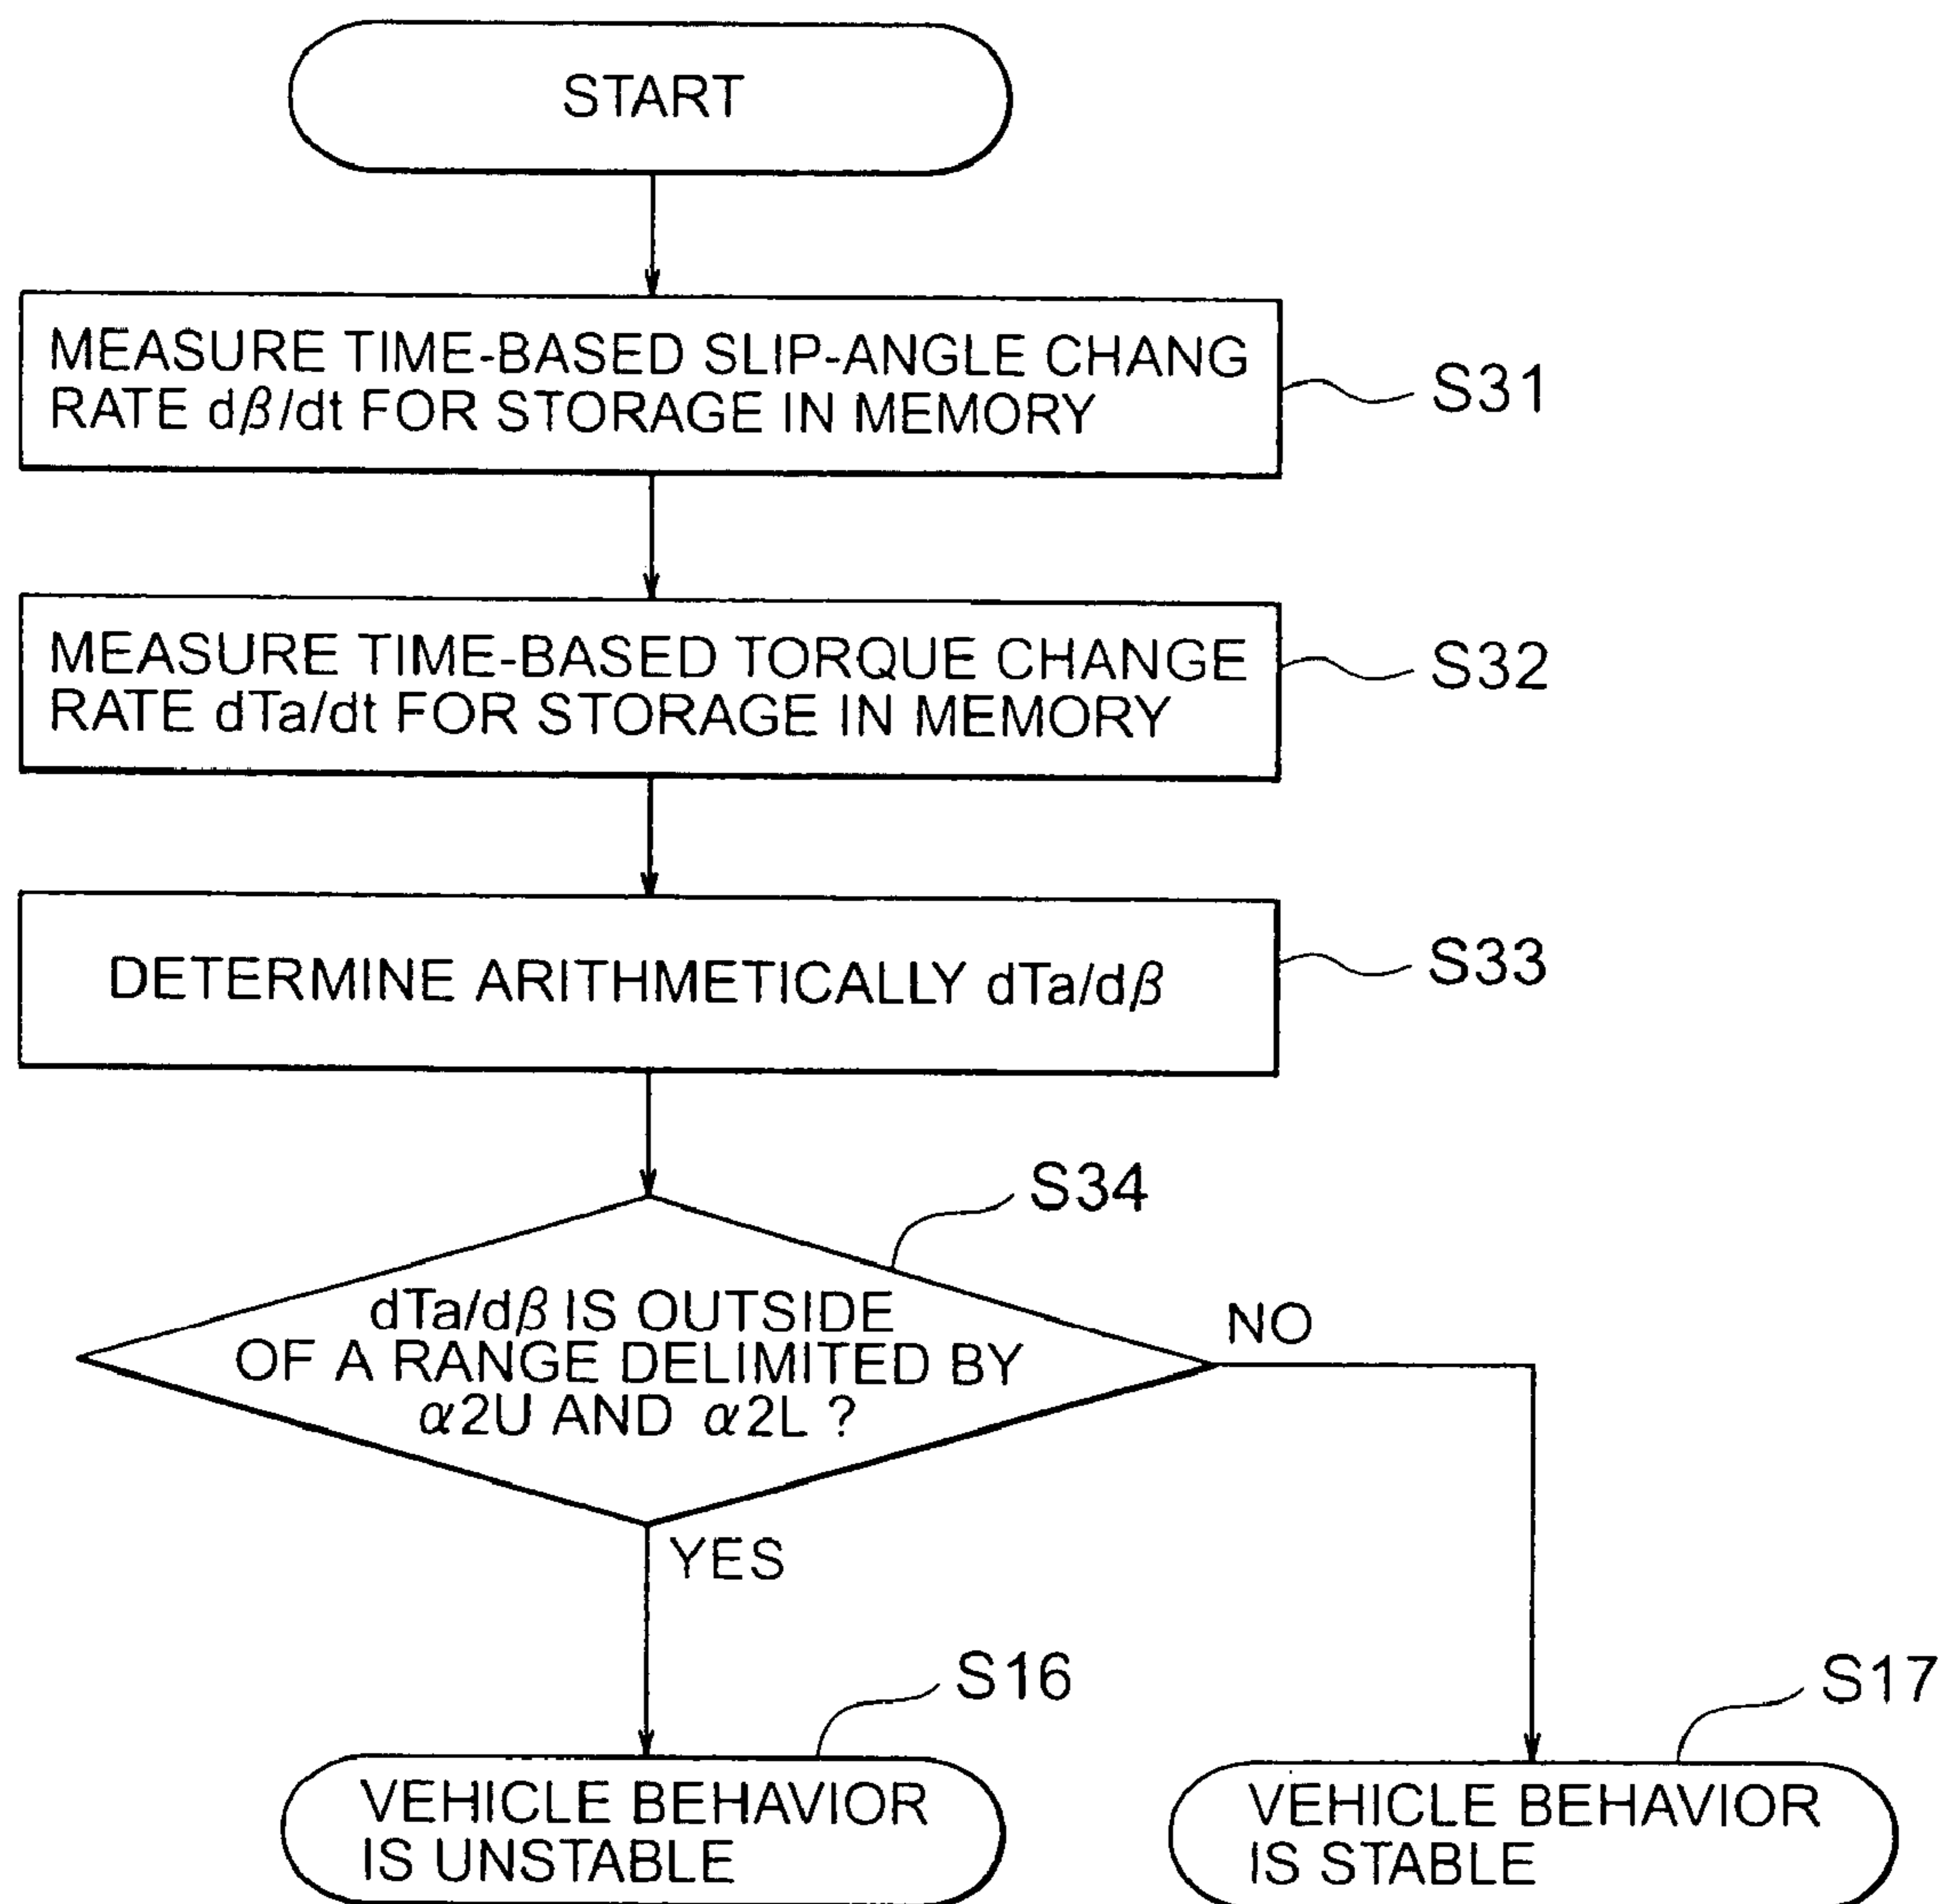 START
MEASURE TIME-BASED SLIP-ANGLE CHANG
RATE dβ/dt FOR STORAGE IN MEMORY
S31
MEASURE TIME-BASED TORQUE CHANGE
RATE dTa/dt FOR STORAGE IN MEMORY
S32
DETERMINE ARITHMETICALLY dTa/dβ
S33
S34
dTa/dβ IS OUTSIDE
OF A RANGE DELIMITED BY
α2U AND α2L ?
NO
YES
S16
VEHICLE BEHAVIOR
IS UNSTABLE
S17
VEHICLE BEHAVIOR
IS STABLE